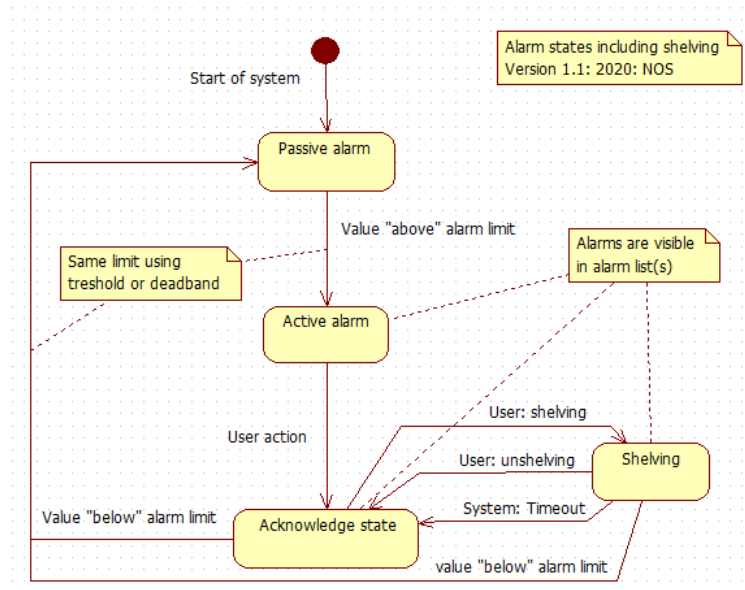 Alarm states including shelving
Version 1.1: 2020: NOS
Start of system
Passive alarm
Value "above" alarm limit
Alarms are visible
in alarm list(s)
Same limit using
treshold or deadband
Active alarm
User: shelving
User action
User: unshelving
Shelving
System: Timeout
Value "below" alarm limit
Acknowledge state
value "below" alarm limit